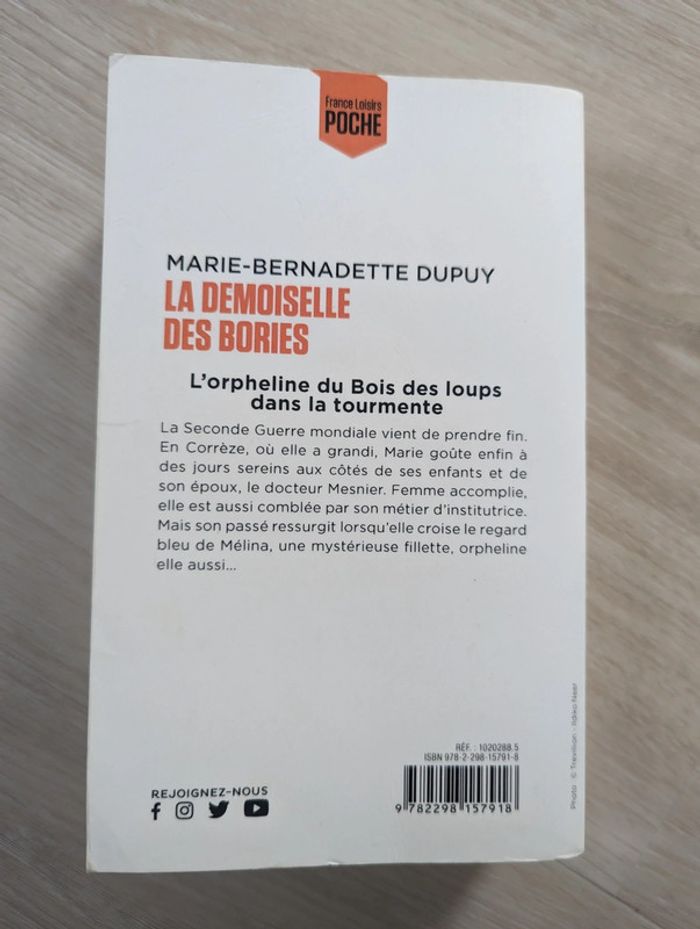 France Loisirs
POCHE
MARIE-BERNADETTE DUPUY
LA DEMOISELLE
DES BORIES
L'orpheline du Bois des loups
dans la tourmente
La Seconde Guerre mondiale vient de prendre fin.
En Corrèze, où elle a grandi, Marie goûte enfin à
des jours sereins aux côtés de ses enfants et de
son époux, le docteur Mesnier. Femme accomplie,
elle est aussi comblée par son métier d'institutrice.
Mais son passé ressurgit lorsqu'elle croise le regard
bleu de Mélina, une mystérieuse fillette, orpheline
elle aussi...
RÉF. : 1020288.5
ISBN 978-2-298-15791-8
9 782298 157918
REJOIGNEZ-NOUS
Photo : © Trevillion - Ildiko Neer